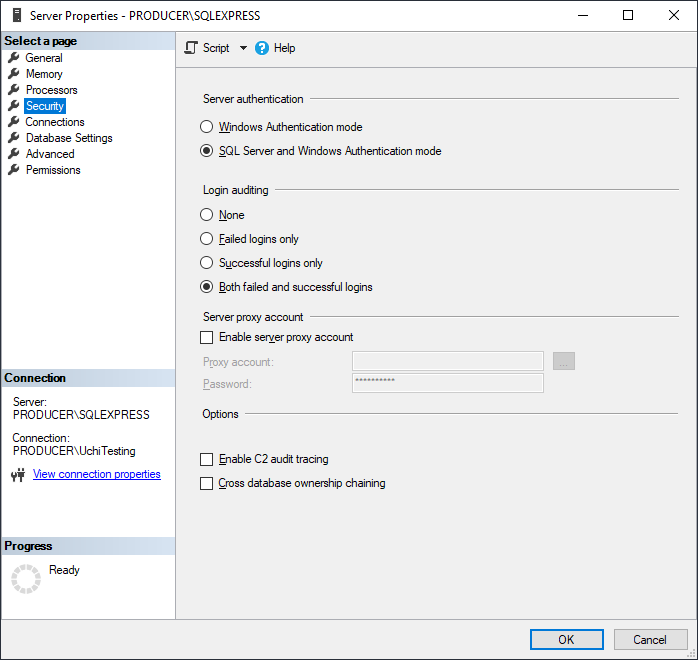 Server Properties - PRODUCER\SQLEXPRESS
Select a page
General
Memory
Processors
Security
Connections
Database Settings
Advanced
Permissions
Connection
Server:
PRODUCER\SQLEXPRESS
Connection:
PRODUCER\UchiTesting
View connection properties
Progress
Ready
Script
Help
Server authentication
Windows Authentication mode
SQL Server and Windows Authentication mode
Login auditing
None
Failed logins only
Successful logins only
Both failed and successful logins
Server proxy account
Enable server proxy account
Proxy account:
...
Password:
**********
Options
Enable C2 audit tracing
Cross database ownership chaining
OK
Cancel